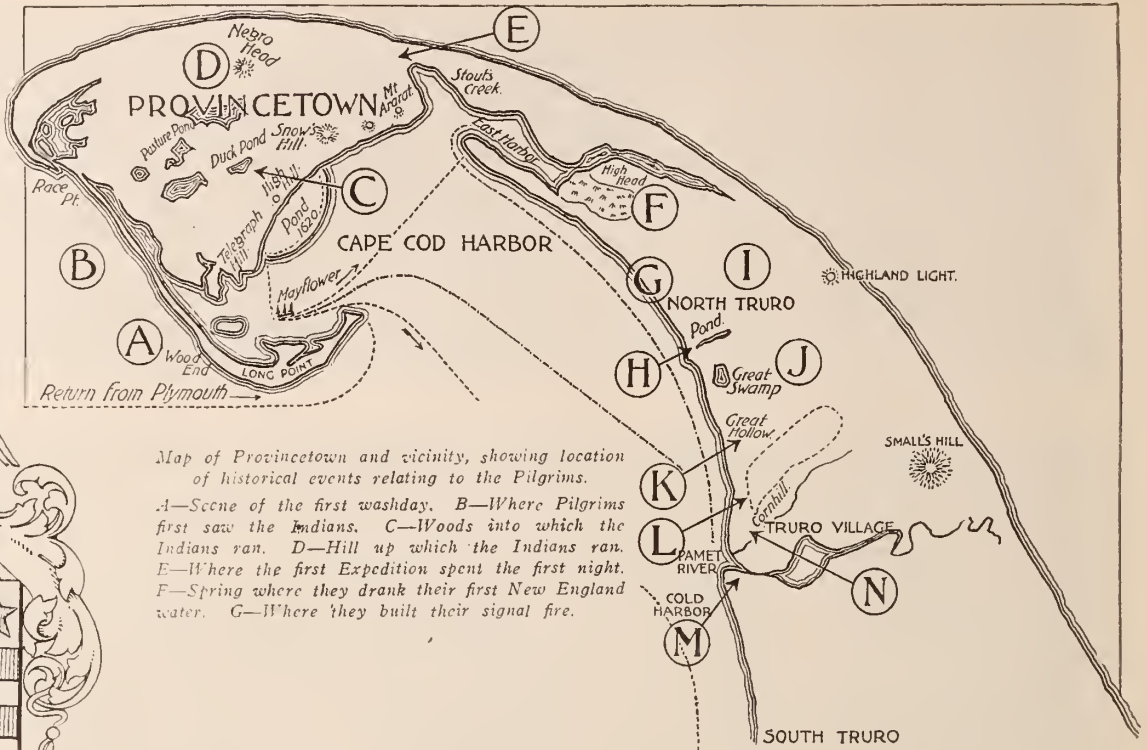 E
Negro
Head
D
Stouts
Creek.
PROVINCETOWN
Mt
Ararat.
Pasture Pond
Duck Pond
Snow's
Hill.
East Harbor
High
Head
F
Race
Pt.
High
Hill
C
Pond
1620.
Telegraph
Hill.
CAPE COD HARBOR
B
Mayflower
G
I
HIGHLAND LIGHT.
NORTH TRURO
Pond.
A
Wood
End
LONG POINT
H
J
Great
Swamp
Return from Plymouth
Great
Hollow.
K
SMALL'S HILL
Map of Provincetown and vicinity, showing location
of historical events relating to the Pilgrims.
A—Scene of the first washday. B—Where Pilgrims
first saw the Indians. C—Woods into which the
Indians ran. D—Hill up which the Indians ran.
E—Where the first Expedition spent the first night.
F—Spring where they drank their first New England
water. G—Where they built their signal fire.
L
Cornhill
TRURO VILLAGE
PAMET
RIVER
N
COLD
HARBOR
M
SOUTH TRURO